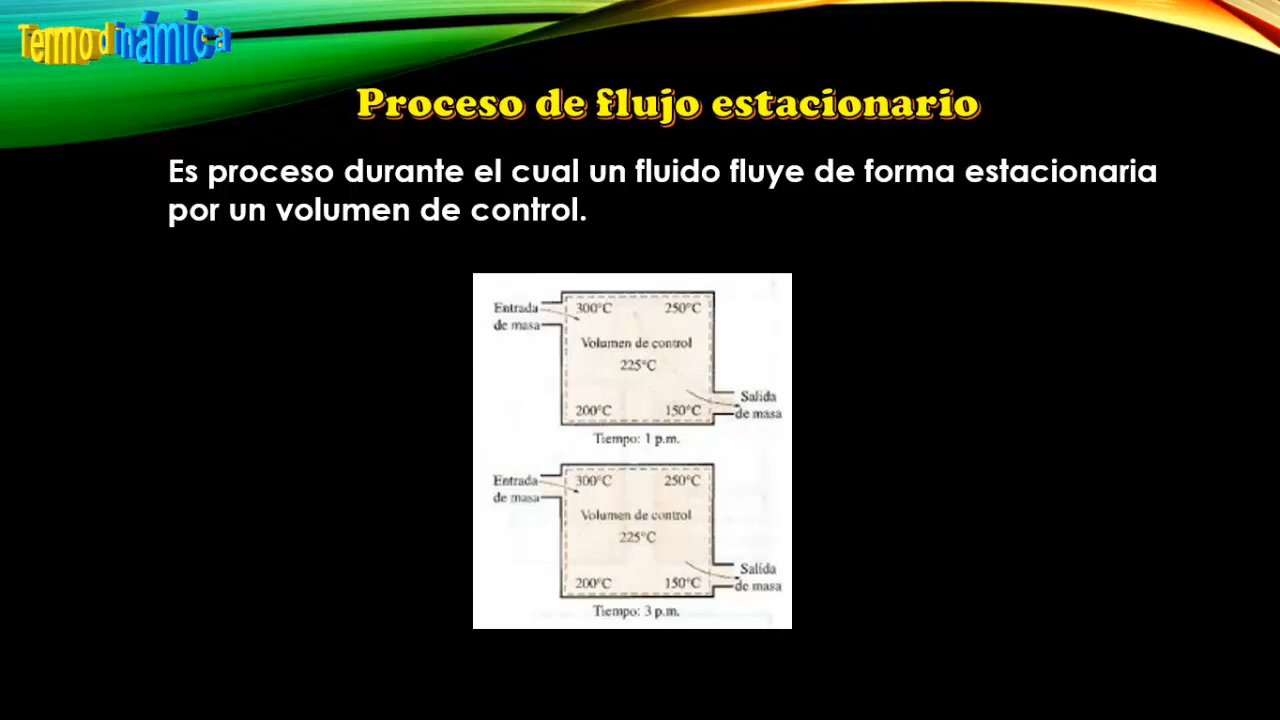 Termodinámica
Proceso de flujo estacionario
Es proceso durante el cual un fluido fluye de forma estacionaria
por un volumen de control.
Entrada
de masa
300°C
250°C
Volumen de control
225°C
200°C
150°C
Salida
de masa
Tiempo: 1 p.m.
Entrada
de masa
300°C
250°C
Volumen de control
225°C
200°C
150°C
Salida
de masa
Tiempo: 3 p.m.